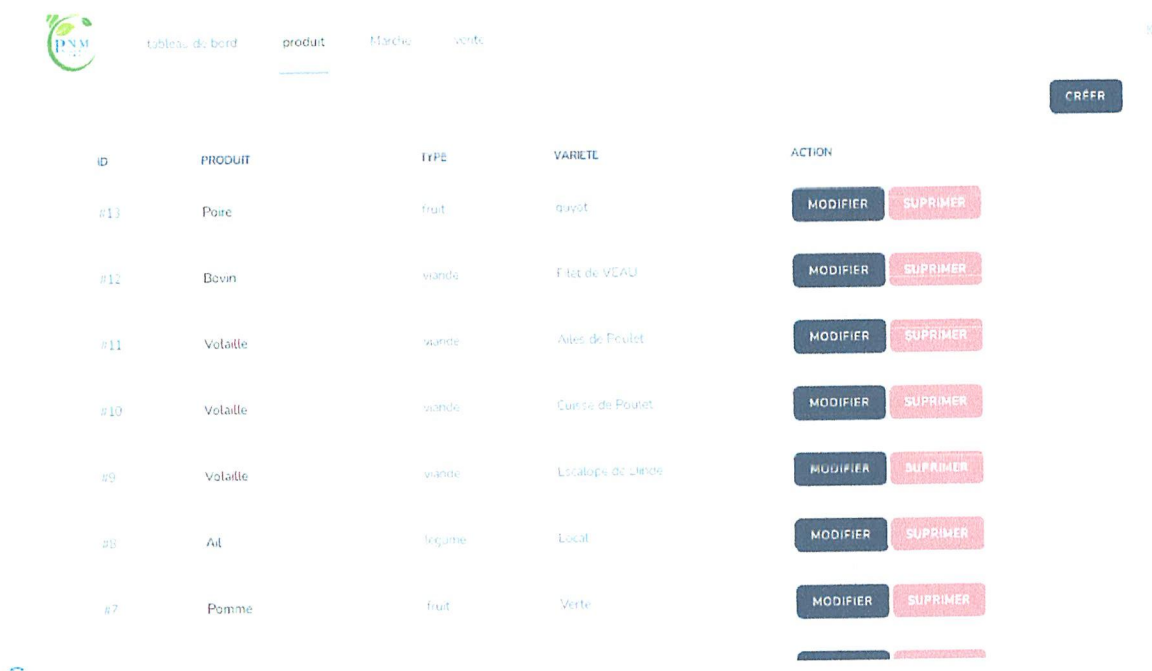 PNM
tableau de bord produit Marche vente
CRÉER
ID PRODUIT TYPE VARIETE ACTION
#13 Poire fruit guyot MODIFIER SUPRIMER
#12 Bovin viande Filet de VEAU MODIFIER SUPRIMER
#11 Volaille viande Ailes de Poulet MODIFIER SUPRIMER
#10 Volaille viande Cuisse de Poulet MODIFIER SUPRIMER
#9 Volaille viande Escalope de Dinde MODIFIER SUPRIMER
#8 Ail legume Local MODIFIER SUPRIMER
#7 Pomme fruit Verte MODIFIER SUPRIMER